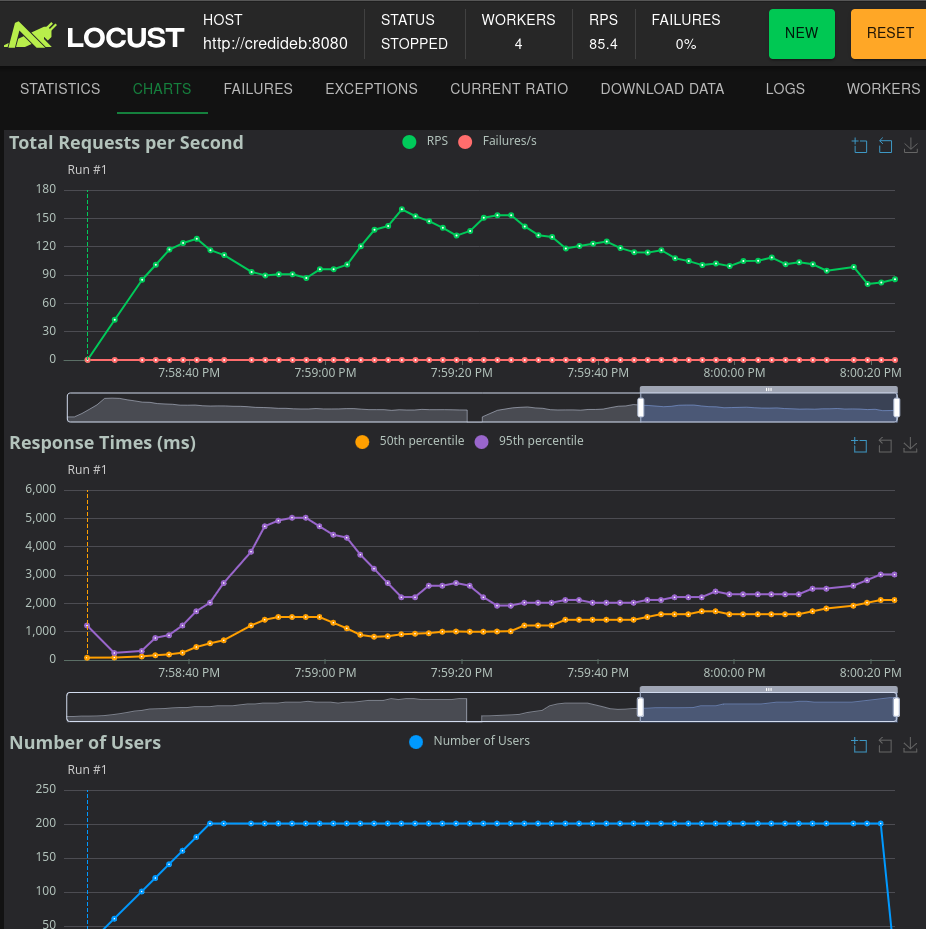 LOCUST
HOST
http://credideb:8080
STATUS
STOPPED
WORKERS
4
RPS
85.4
FAILURES
0%
NEW
RESET
STATISTICS CHARTS FAILURES EXCEPTIONS CURRENT RATIO DOWNLOAD DATA LOGS WORKERS
Total Requests per Second
RPS Failures/s
Run #1
180
150
120
90
60
30
0
7:58:40 PM 7:59:00 PM 7:59:20 PM 7:59:40 PM 8:00:00 PM 8:00:20 PM
Response Times (ms)
50th percentile 95th percentile
Run #1
6,000
5,000
4,000
3,000
2,000
1,000
0
7:58:40 PM 7:59:00 PM 7:59:20 PM 7:59:40 PM 8:00:00 PM 8:00:20 PM
Number of Users
Number of Users
Run #1
250
200
150
100
50